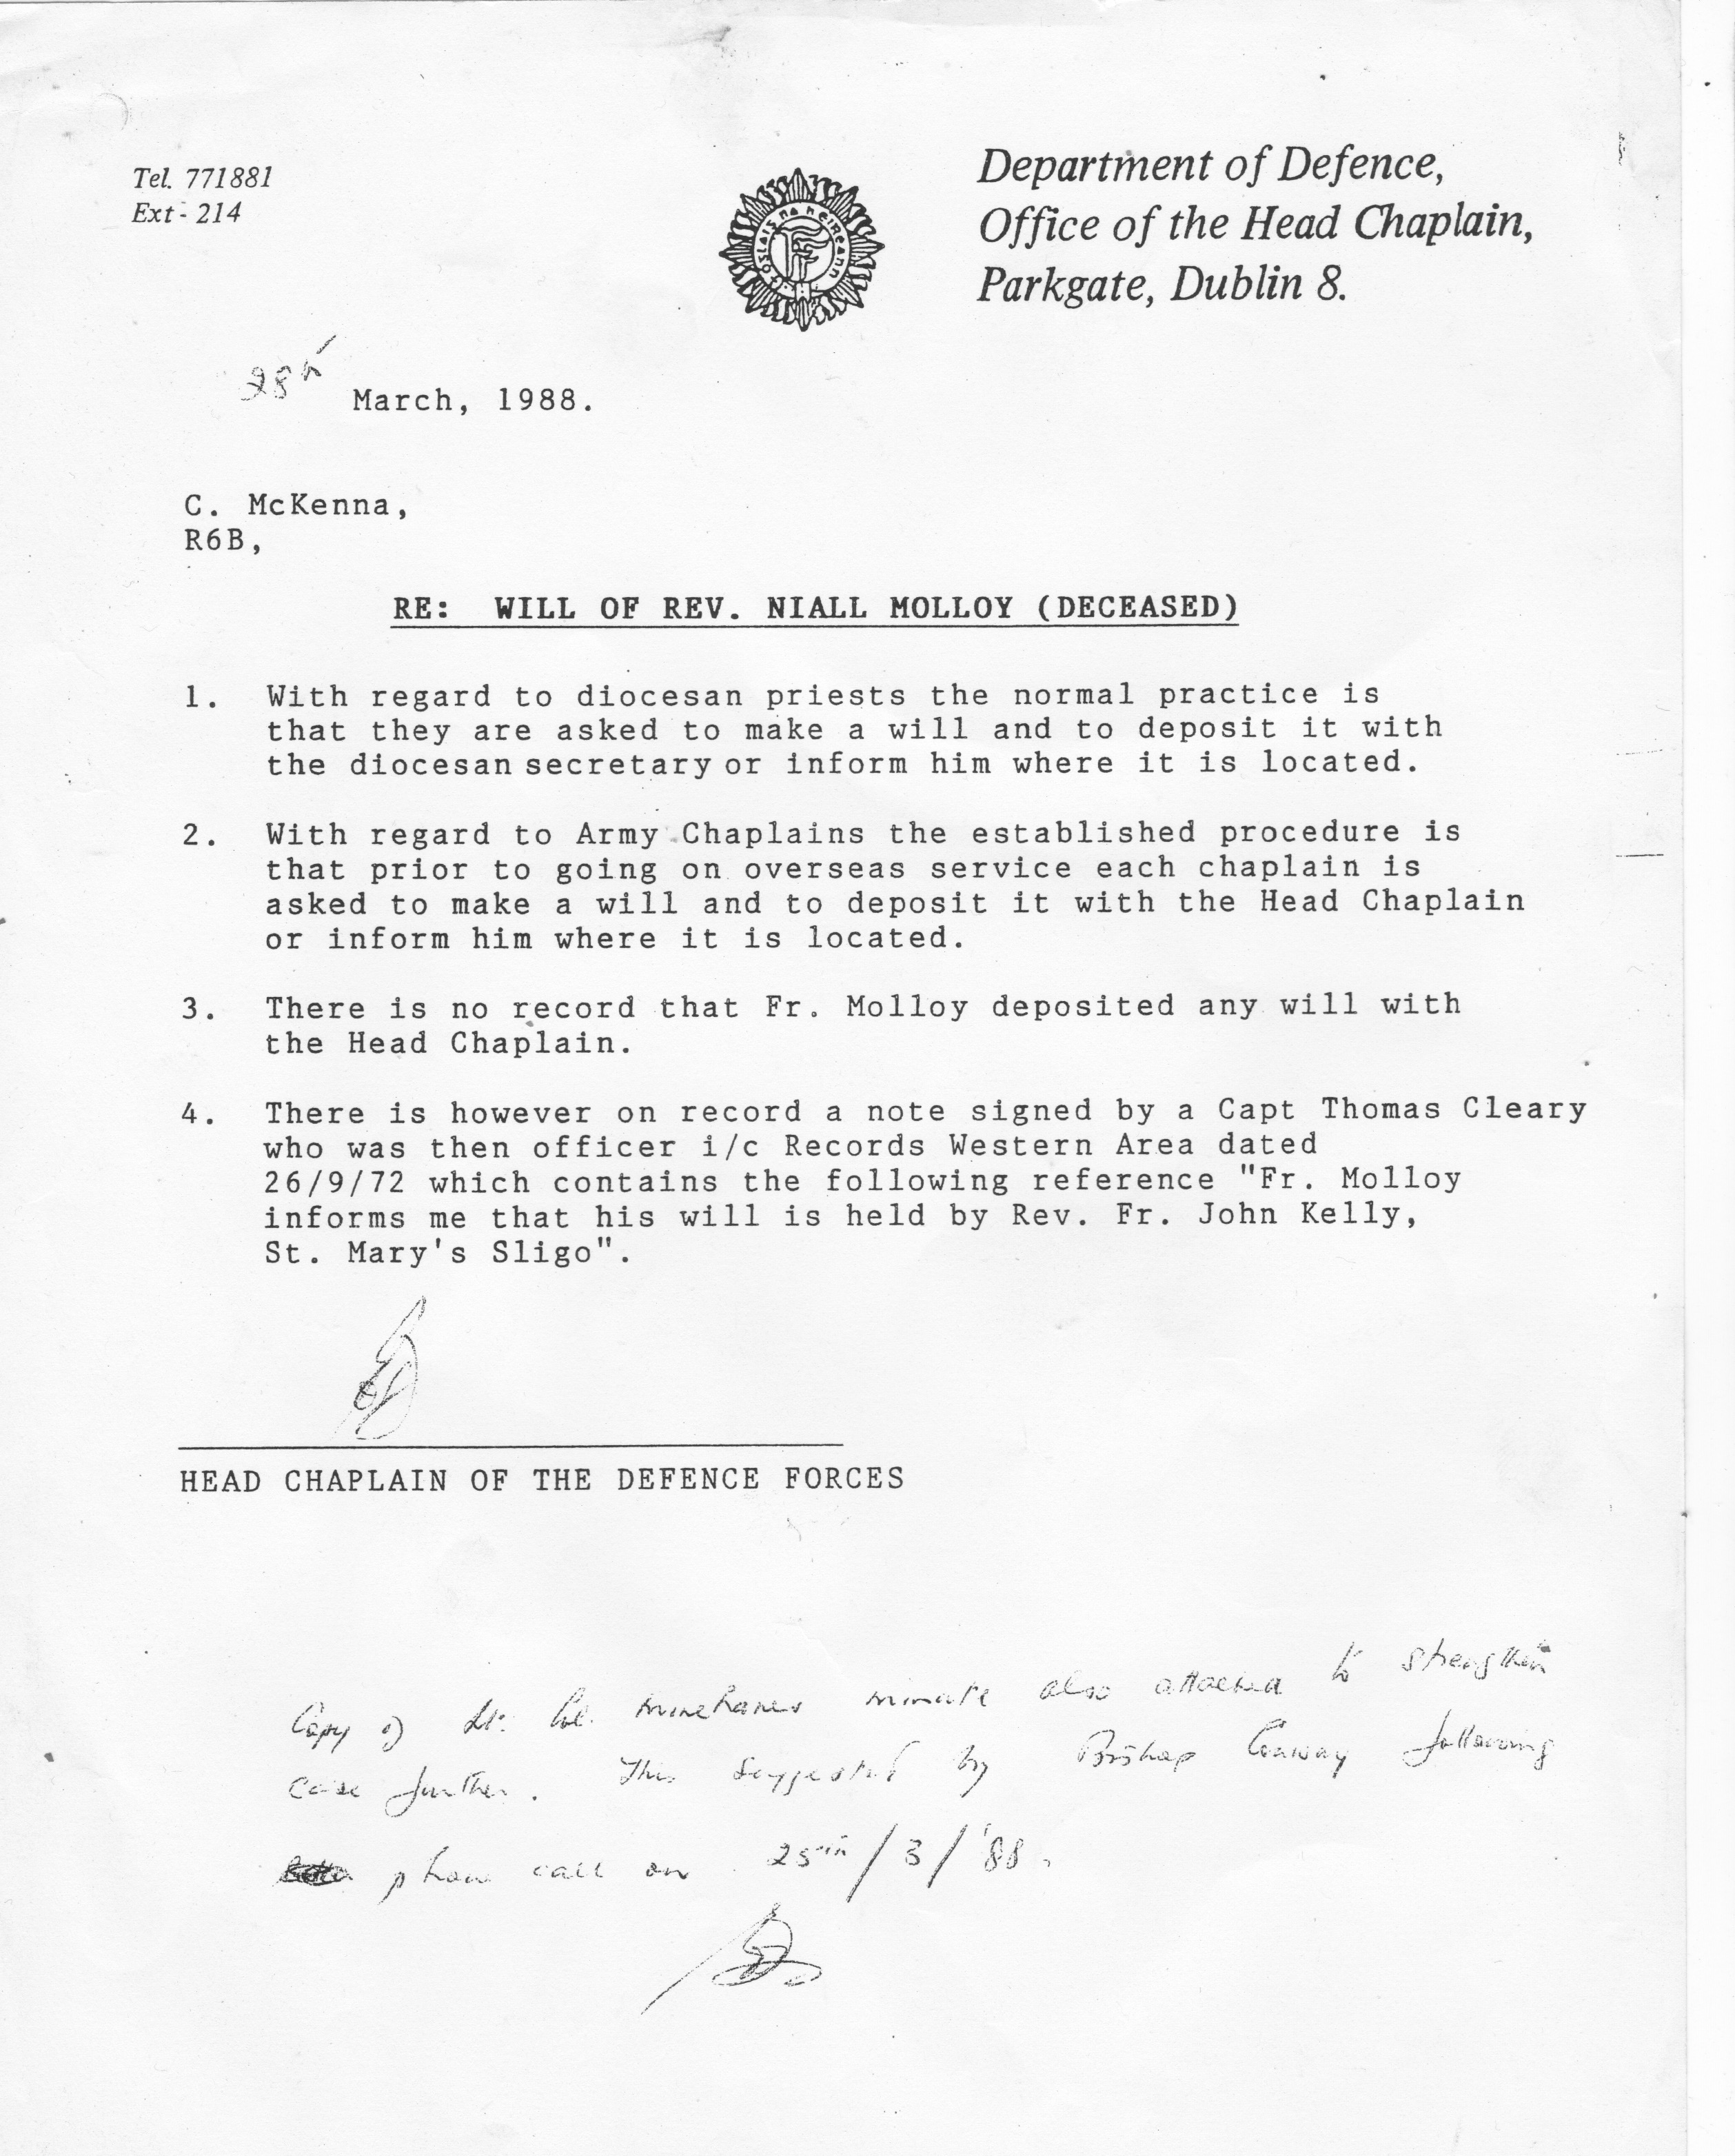 Tel. 771881
Ext - 214
Department of Defence,
Office of the Head Chaplain,
Parkgate, Dublin 8.
28th March, 1988.
C. McKenna,
R6B,
RE: WILL OF REV. NIALL MOLLOY (DECEASED)
1. With regard to diocesan priests the normal practice is
that they are asked to make a will and to deposit it with
the diocesan secretary or inform him where it is located.
2. With regard to Army Chaplains the established procedure is
that prior to going on overseas service each chaplain is
asked to make a will and to deposit it with the Head Chaplain
or inform him where it is located.
3. There is no record that Fr. Molloy deposited any will with
the Head Chaplain.
4. There is however on record a note signed by a Capt Thomas Cleary
who was then officer i/c Records Western Area dated
26/9/72 which contains the following reference "Fr. Molloy
informs me that his will is held by Rev. Fr. John Kelly,
St. Mary's Sligo".
HEAD CHAPLAIN OF THE DEFENCE FORCES
Copy of Lt. Col. minute also attached to strengthen
case further. This suggested by Bishop Conway following
phone call on 25th/3/'88.